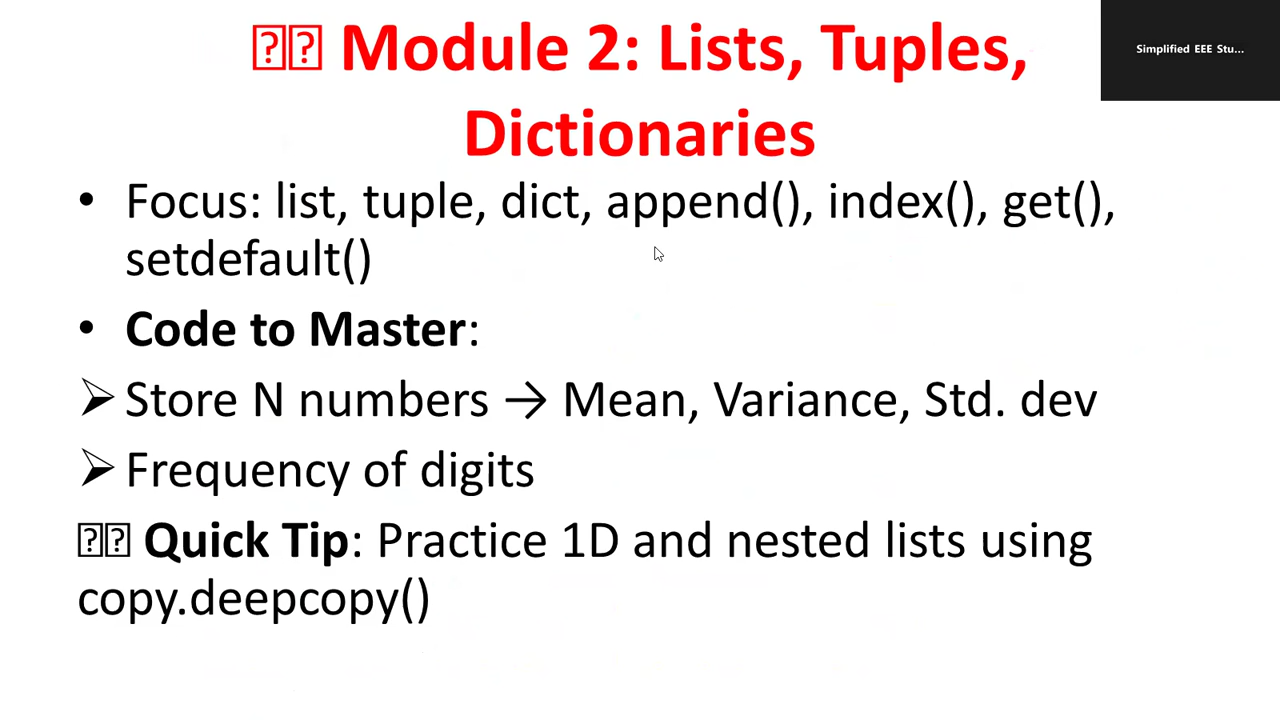 Module 2: Lists, Tuples,
Dictionaries
Simplified EEE Stu...
• Focus: list, tuple, dict, append(), index(), get(),
setdefault()
• Code to Master:
➢ Store N numbers → Mean, Variance, Std. dev
➢ Frequency of digits
Quick Tip: Practice 1D and nested lists using
copy.deepcopy()